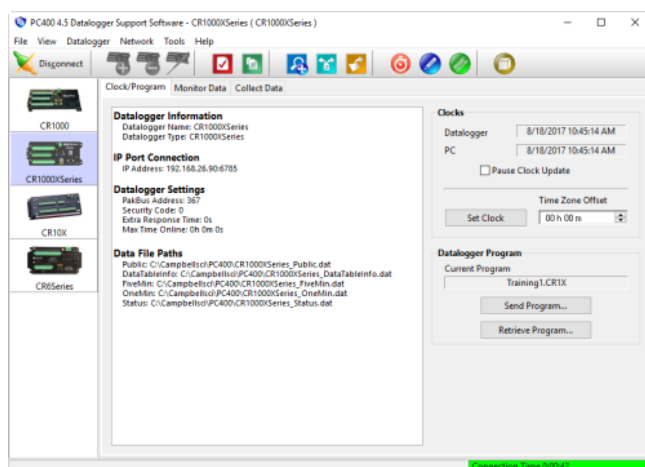 PC400 4.5 Datalogger Support Software - CR1000XSeries ( CR1000XSeries )
File View Datalogger Network Tools Help
Disconnect
Clock/Program Monitor Data Collect Data
CR1000
CR1000XSeries
CR10X
CR6Series
Datalogger Information
Datalogger Name: CR1000XSeries
Datalogger Type: CR1000XSeries
IP Port Connection
IP Address: 192.168.26.90:6785
Datalogger Settings
PakBus Address: 367
Security Code: 0
Extra Response Time: 0s
Max Time Online: 0h 0m 0s
Data File Paths
Public: C:\Campbellsci\PC400\CR1000XSeries_Public.dat
DataTableInfo: C:\Campbellsci\PC400\CR1000XSeries_DataTableInfo.dat
FiveMin: C:\Campbellsci\PC400\CR1000XSeries_FiveMin.dat
OneMin: C:\Campbellsci\PC400\CR1000XSeries_OneMin.dat
Status: C:\Campbellsci\PC400\CR1000XSeries_Status.dat
Clocks
Datalogger 8/18/2017 10:45:14 AM
PC 8/18/2017 10:45:14 AM
Pause Clock Update
Time Zone Offset
Set Clock 00 h 00 m
Datalogger Program
Current Program
Training1.CR1X
Send Program...
Retrieve Program...
Connection Time 0:00:42